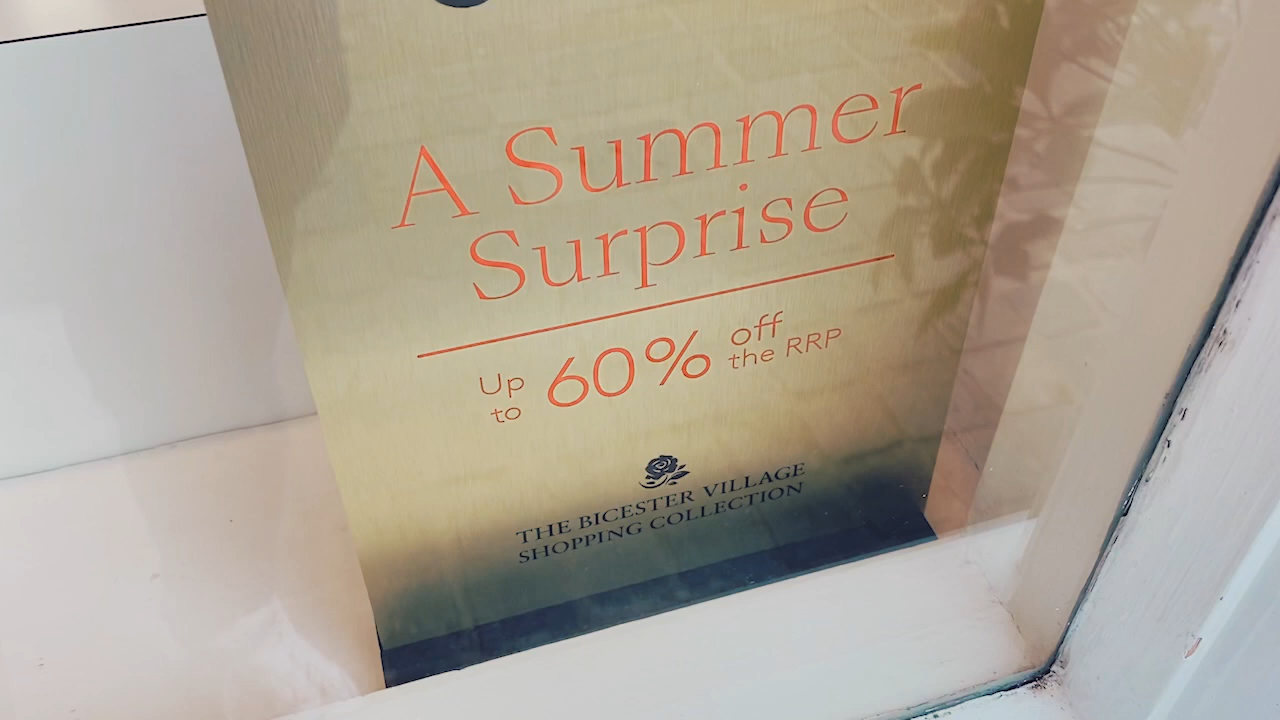 A Summer
Surprise
Up to 60% off the RRP
THE BICESTER VILLAGE
SHOPPING COLLECTION